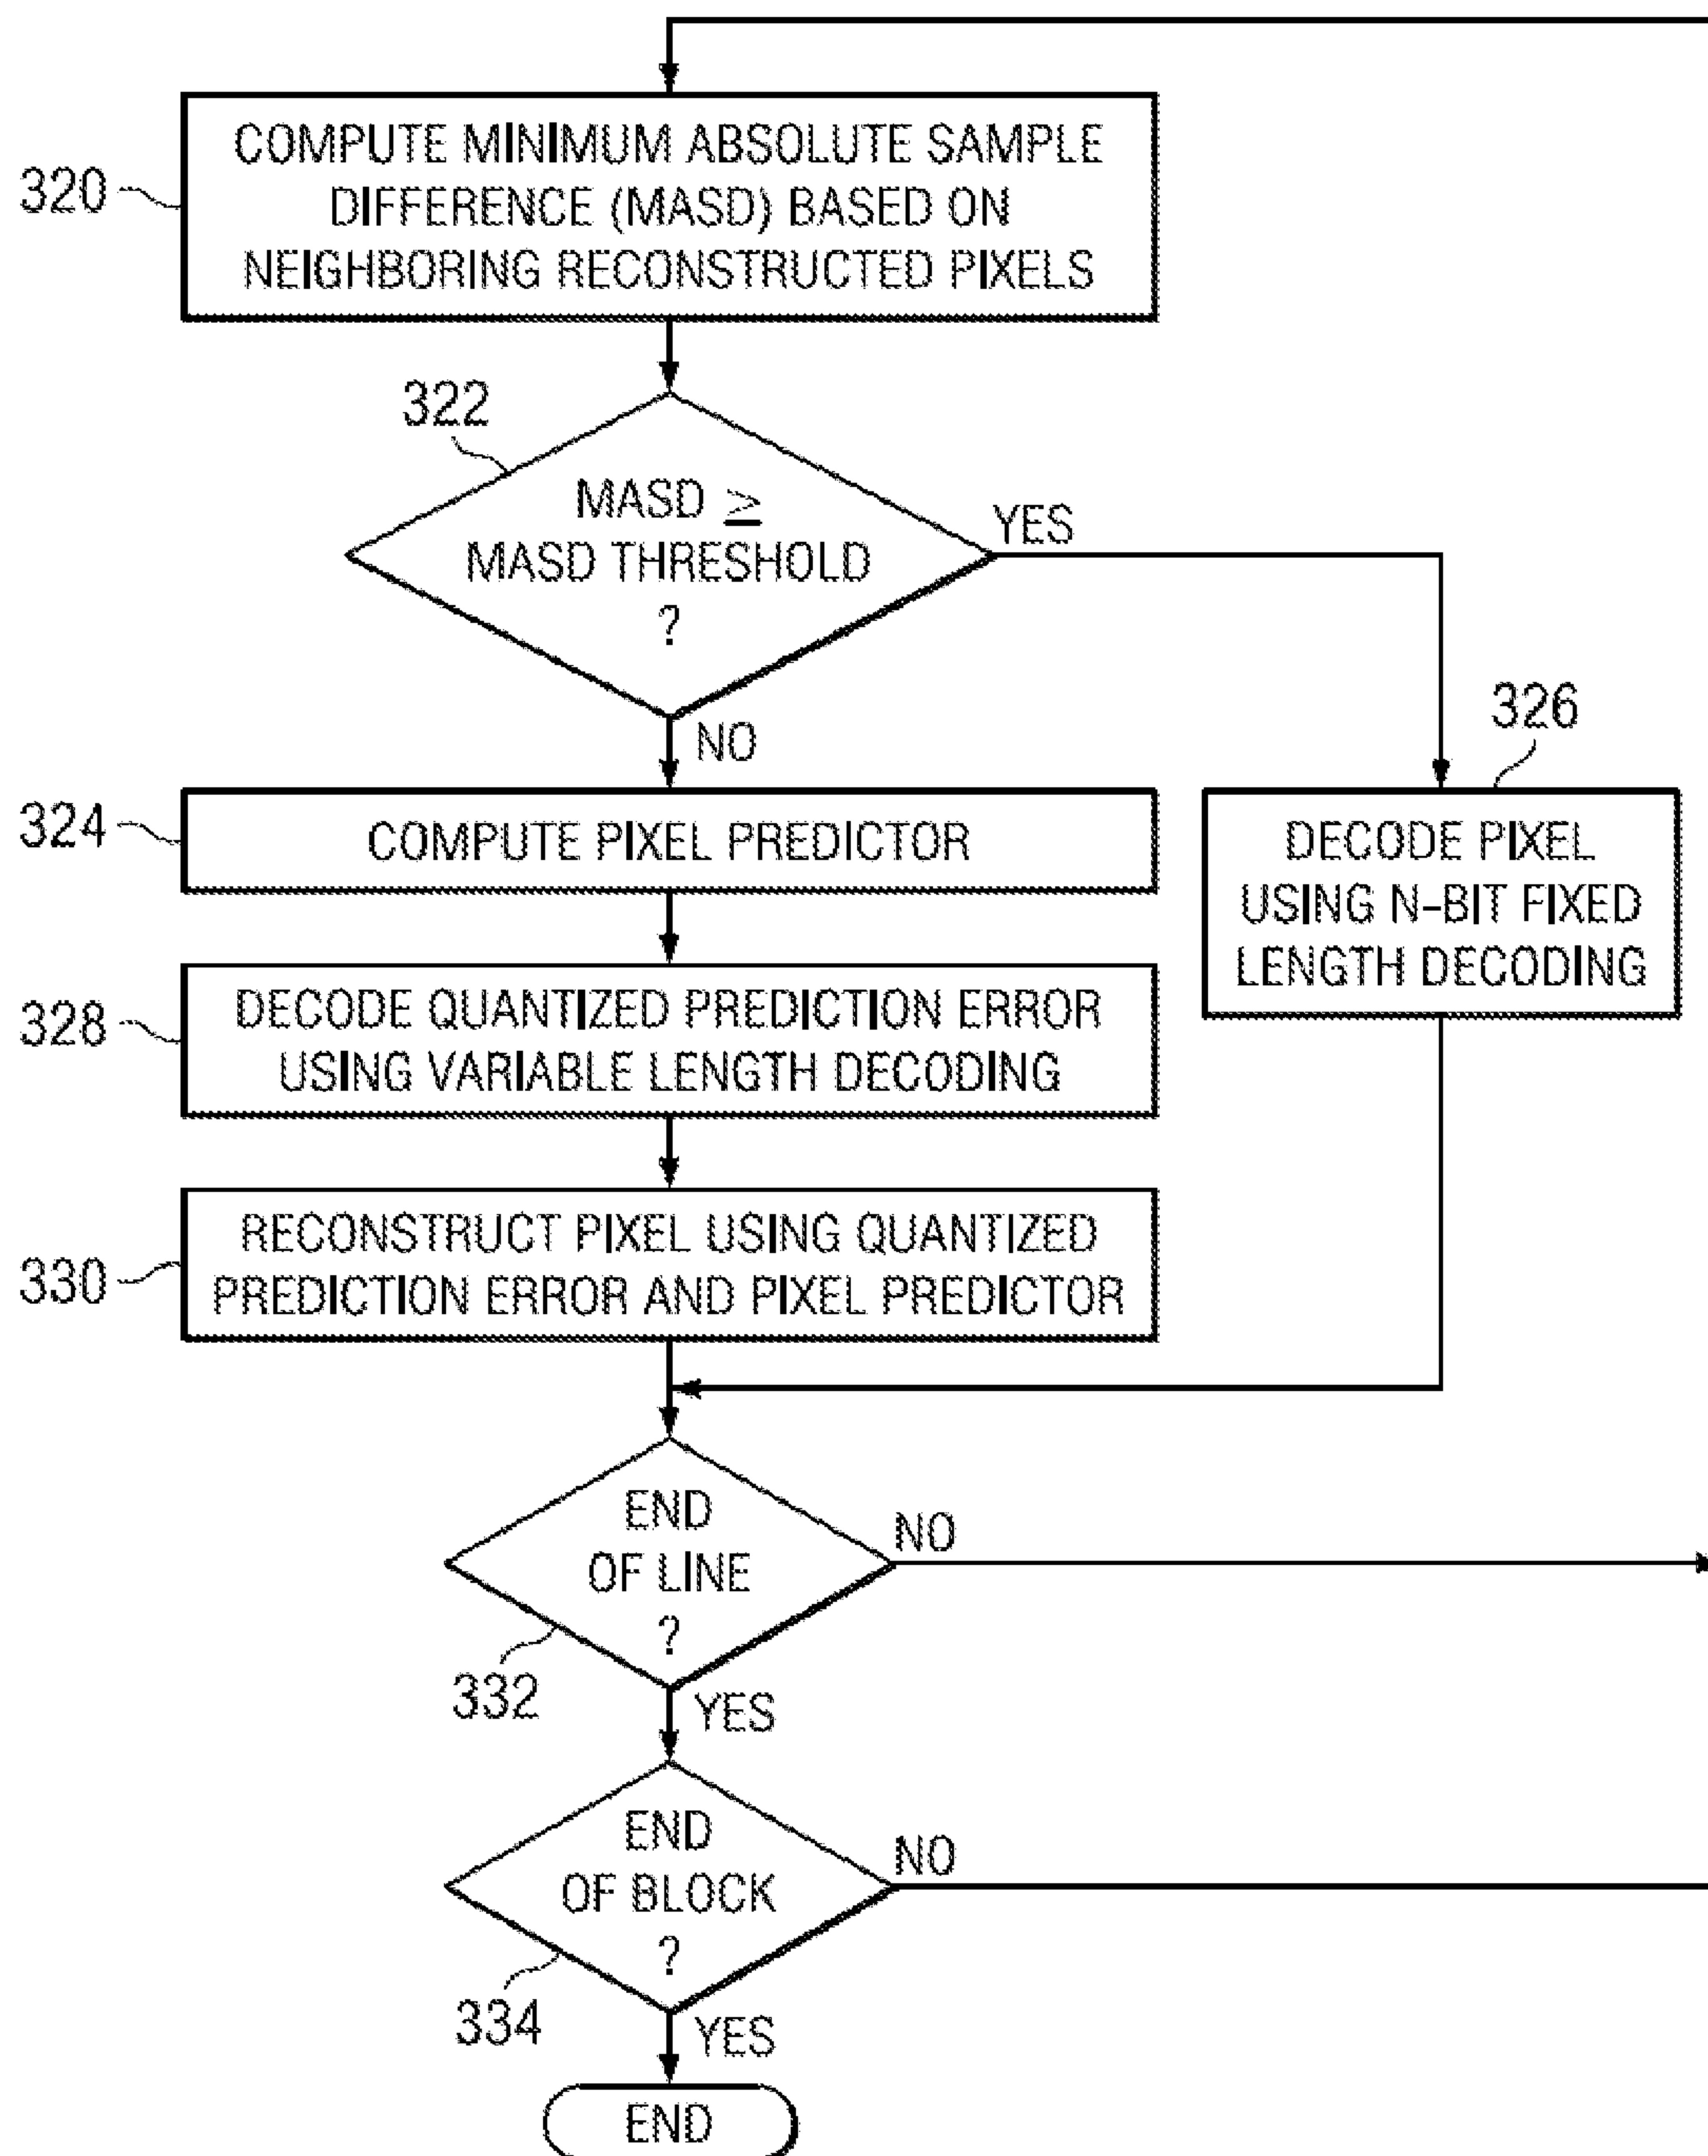 320
COMPUTE MINIMUM ABSOLUTE SAMPLE
DIFFERENCE (MASD) BASED ON
NEIGHBORING RECONSTRUCTED PIXELS
322
MASD ≥
MASD THRESHOLD
?
YES
NO
326
324
COMPUTE PIXEL PREDICTOR
DECODE PIXEL
USING N-BIT FIXED
LENGTH DECODING
328
DECODE QUANTIZED PREDICTION ERROR
USING VARIABLE LENGTH DECODING
330
RECONSTRUCT PIXEL USING QUANTIZED
PREDICTION ERROR AND PIXEL PREDICTOR
END
OF LINE
?
NO
332
YES
END
OF BLOCK
?
NO
334
YES
END